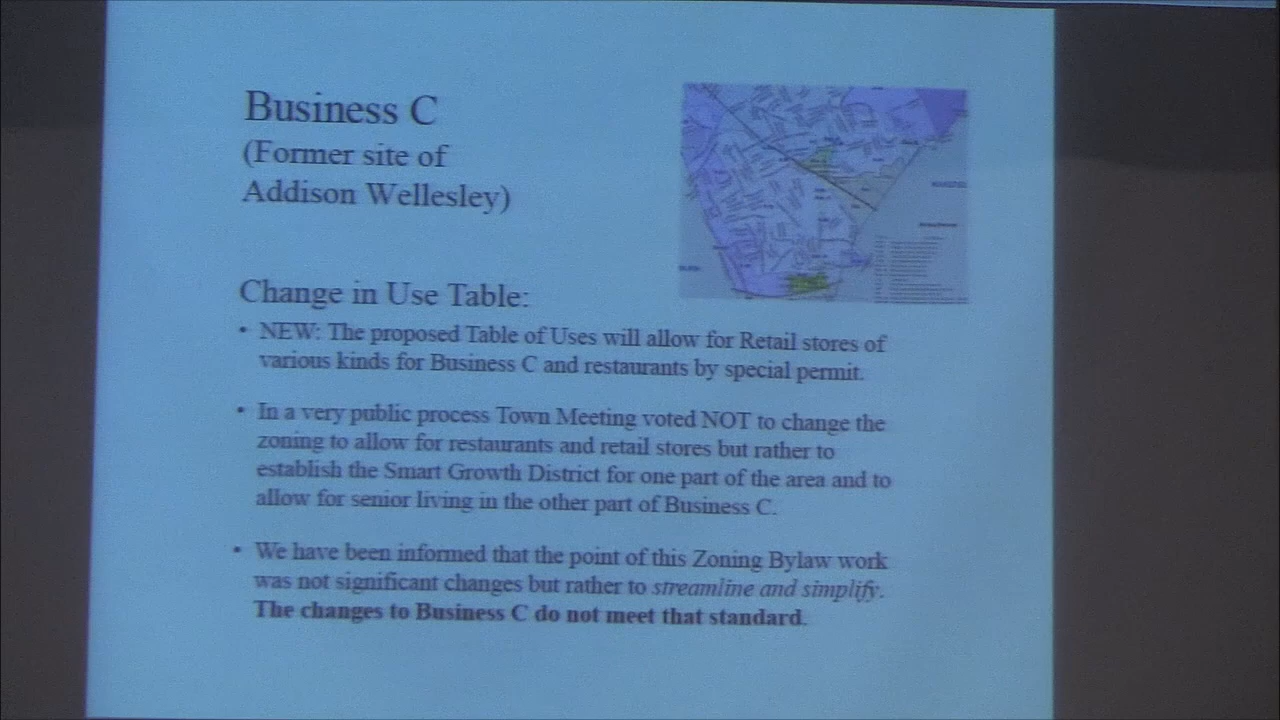 Business C
(Former site of
Addison Wellesley)
Change in Use Table:
• NEW: The proposed Table of Uses will allow for Retail stores of
various kinds for Business C and restaurants by special permit.
• In a very public process Town Meeting voted NOT to change the
zoning to allow for restaurants and retail stores but rather to
establish the Smart Growth District for one part of the area and to
allow for senior living in the other part of Business C.
• We have been informed that the point of this Zoning Bylaw work
was not significant changes but rather to streamline and simplify.
The changes to Business C do not meet that standard.